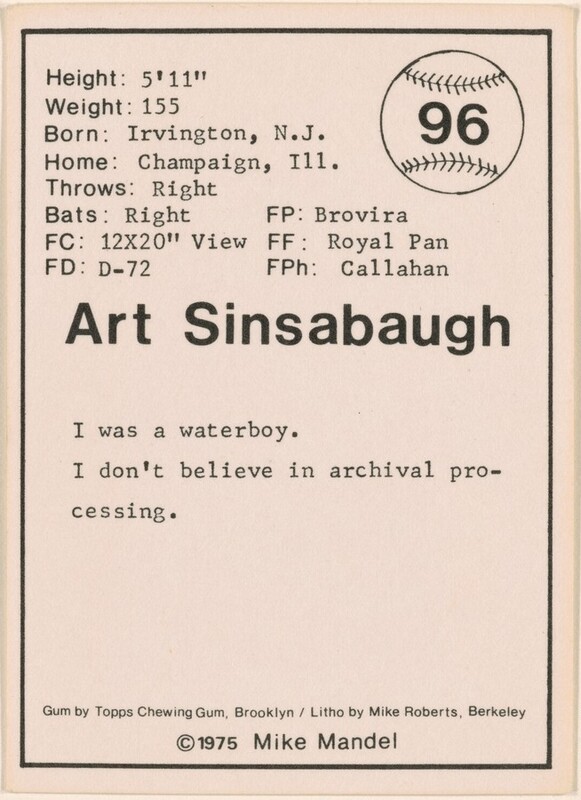 Height: 5'11"
Weight: 155
Born: Irvington, N.J.
96
Home: Champaign, Ill.
Throws: Right
Bats: Right FP: Brovira
FC: 12X20" View FF: Royal Pan
FD: D-72 FPh: Callahan
Art Sinsabaugh
I was a waterboy.
I don't believe in archival pro-
cessing.
Gum by Topps Chewing Gum, Brooklyn / Litho by Mike Roberts, Berkeley
©1975 Mike Mandel